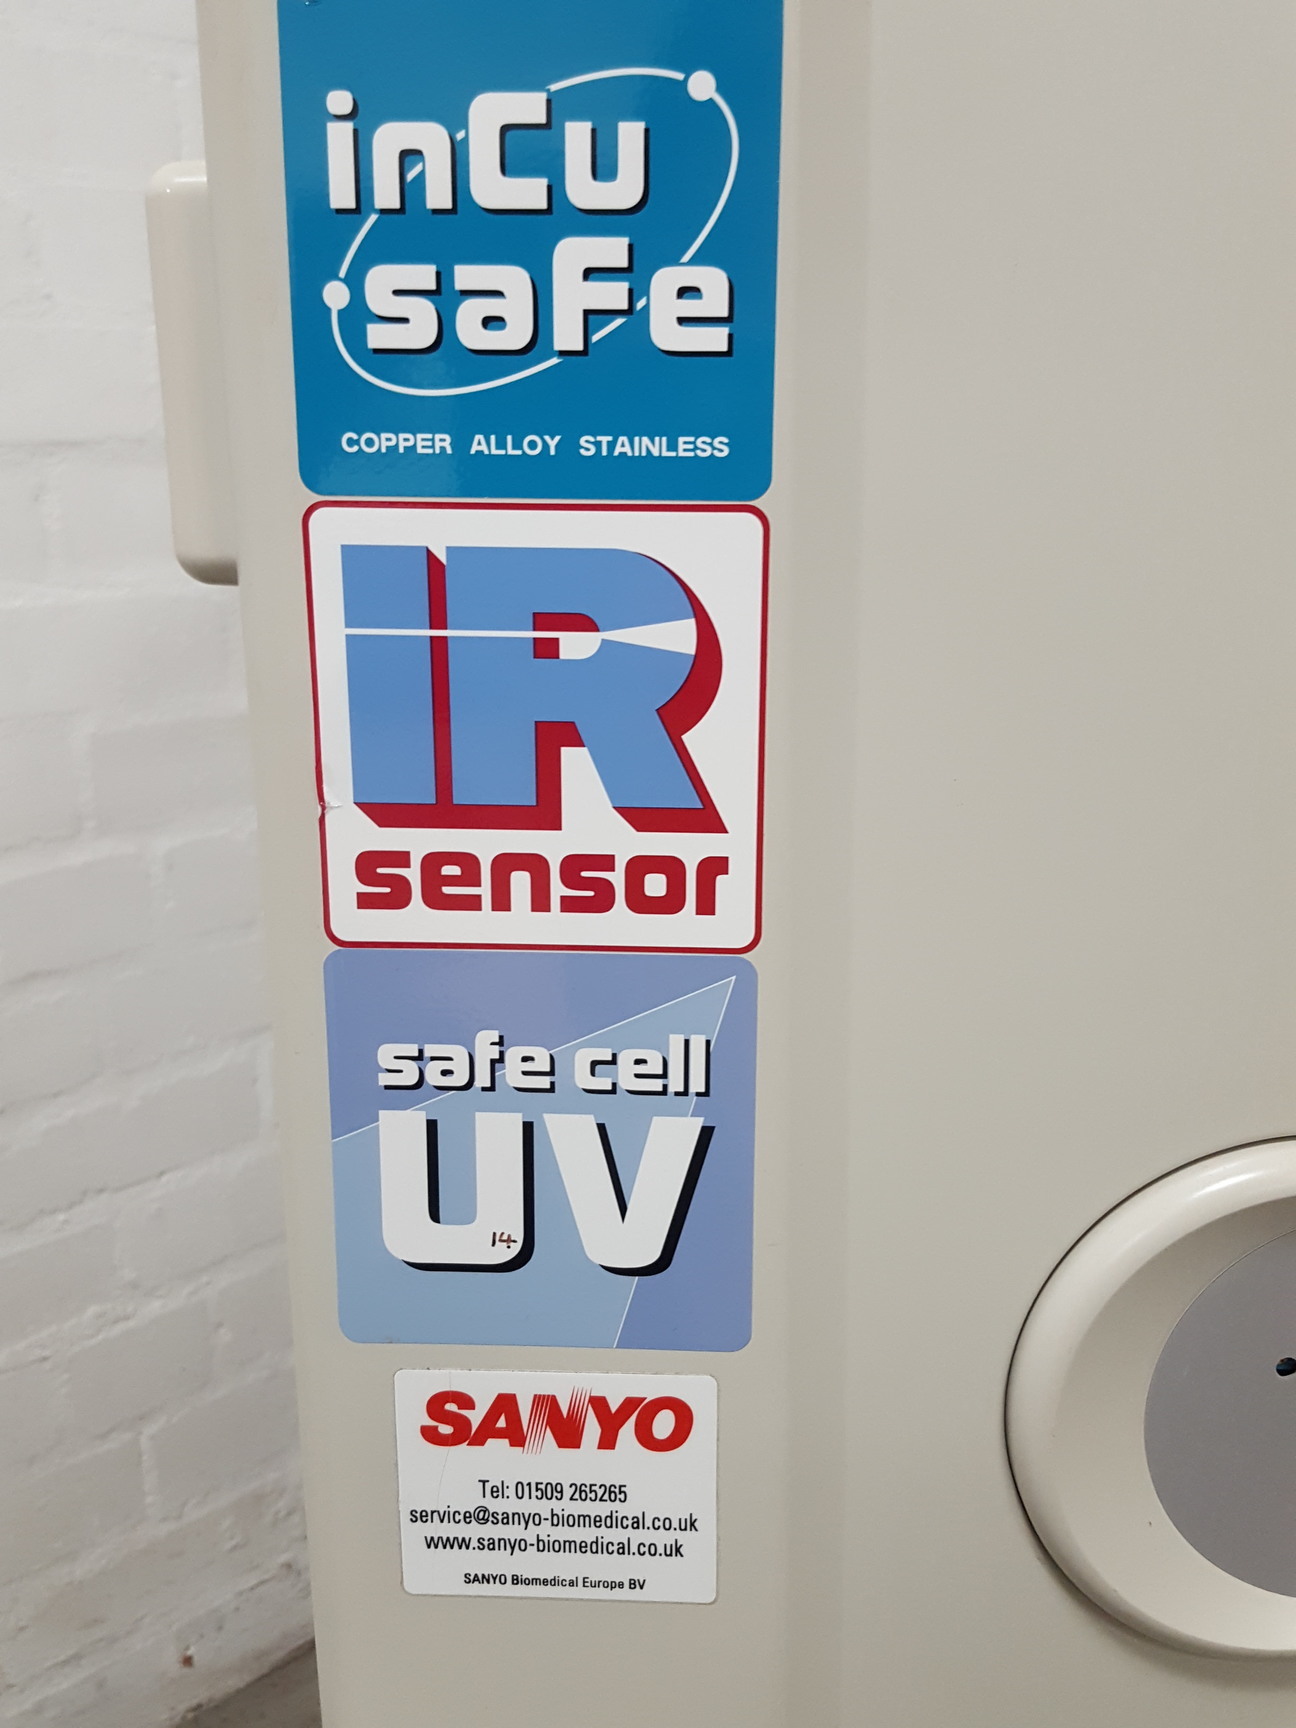 inCu
safe
COPPER ALLOY STAINLESS
IR
sensor
safe cell
UV
14
SANYO
Tel: 01509 265265
service@sanyo-biomedical.co.uk
www.sanyo-biomedical.co.uk
SANYO Biomedical Europe BV